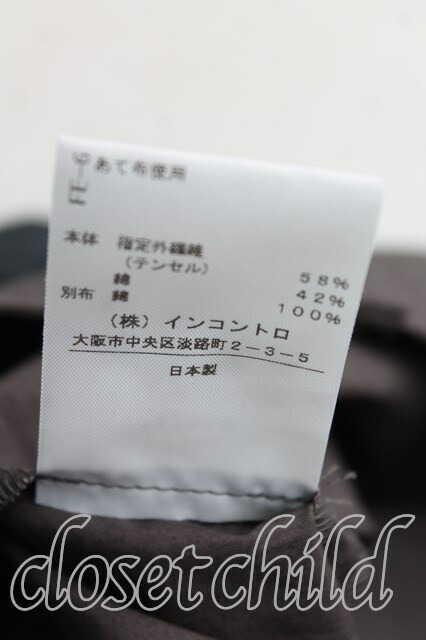 あて布使用
本体 指定外繊維
(テンセル) 58%
綿 42%
別布 綿 100%
(株)インコントロ
大阪市中央区淡路町2-3-5
日本製
closet child